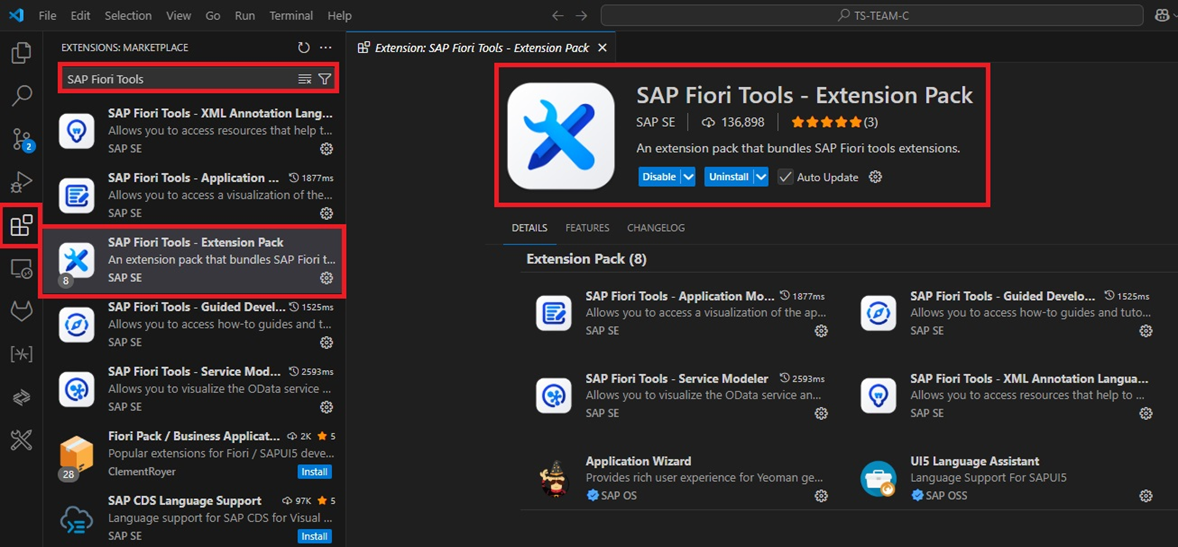 File Edit Selection View Go Run Terminal Help
TS-TEAM-C
EXTENSIONS: MARKETPLACE
SAP Fiori Tools
SAP Fiori Tools - XML Annotation Lang...
Allows you to access resources that help t...
SAP SE
SAP Fiori Tools - Application ... 1877ms
Allows you to access a visualization of the...
SAP SE
SAP Fiori Tools - Extension Pack
An extension pack that bundles SAP Fiori t...
SAP SE
8
SAP Fiori Tools - Guided Devel... 1525ms
Allows you to access how-to guides and t...
SAP SE
SAP Fiori Tools - Service Mod... 2593ms
Allows you to visualize the OData service ...
SAP SE
Fiori Pack / Business Applicat... 2K 5
Popular extensions for Fiori / SAPUI5 deve...
ClementRoyer Install
28
SAP CDS Language Support 97K 5
Language support for SAP CDS for Visual ...
SAP SE Install
2
Extension: SAP Fiori Tools - Extension Pack
SAP Fiori Tools - Extension Pack
SAP SE 136,898 (3)
An extension pack that bundles SAP Fiori tools extensions.
Disable Uninstall Auto Update
DETAILS FEATURES CHANGELOG
Extension Pack (8)
SAP Fiori Tools - Application Mo... 1877ms
Allows you to access a visualization of the ap...
SAP SE
SAP Fiori Tools - Guided Develo... 1525ms
Allows you to access how-to guides and tuto...
SAP SE
SAP Fiori Tools - Service Modeler 2593ms
Allows you to visualize the OData service an...
SAP SE
SAP Fiori Tools - XML Annotation Langua...
Allows you to access resources that help to ...
SAP SE
Application Wizard
Provides rich user experience for Yeoman ge...
SAP OS
UI5 Language Assistant
Language Support For SAPUI5
SAP OSS